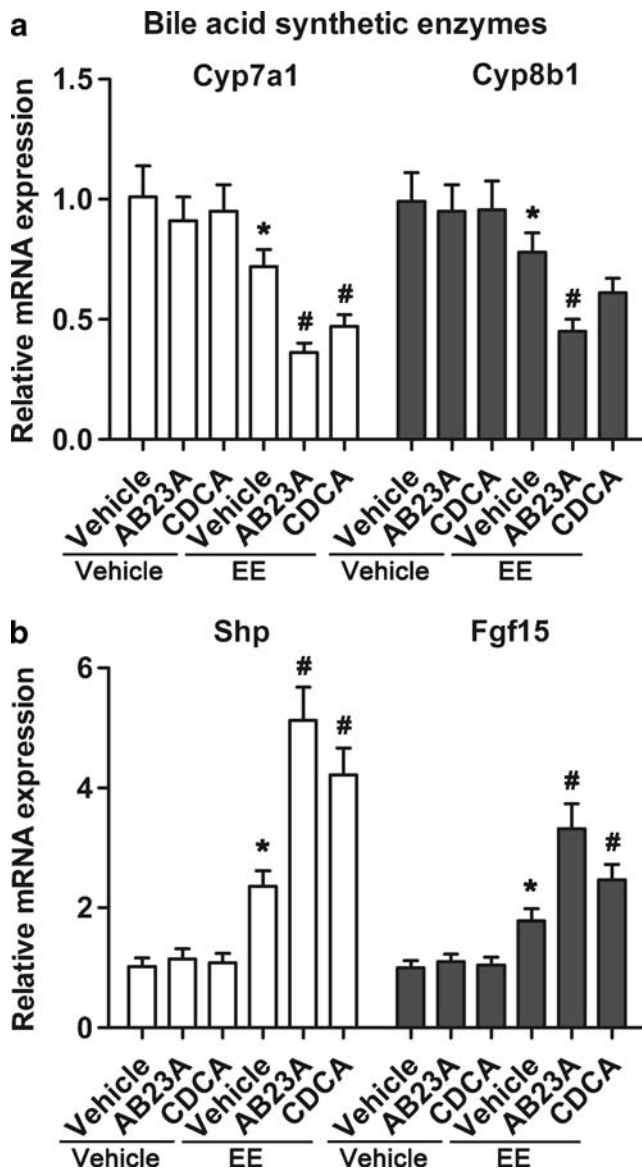 a
Bile acid synthetic enzymes
Cyp7a1 Cyp8b1
Relative mRNA expression
1.5
1.0
0.5
0.0
* # # * #
Vehicle AB23A CDCA Vehicle AB23A CDCA Vehicle AB23A CDCA Vehicle AB23A CDCA
Vehicle EE Vehicle EE
b
Shp Fgf15
Relative mRNA expression
6
4
2
0
* # # * # #
Vehicle AB23A CDCA Vehicle AB23A CDCA Vehicle AB23A CDCA Vehicle AB23A CDCA
Vehicle EE Vehicle EE